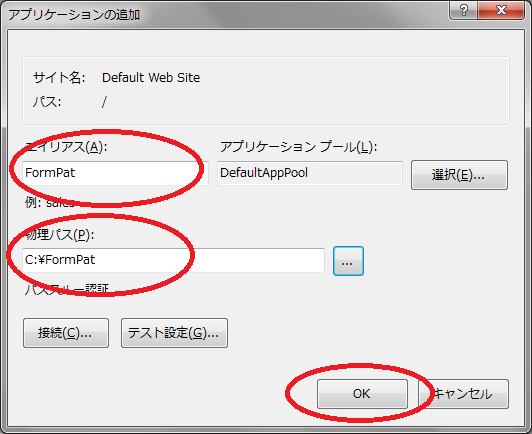 アプリケーションの追加
サイト名: Default Web Site
パス: /
エイリアス(A): アプリケーション プール(L):
FormPat DefaultAppPool 選択(E)...
例: sales
物理パス(P):
C:¥FormPat ...
パススルー認証
接続(C)... テスト設定(G)...
OK キャンセル